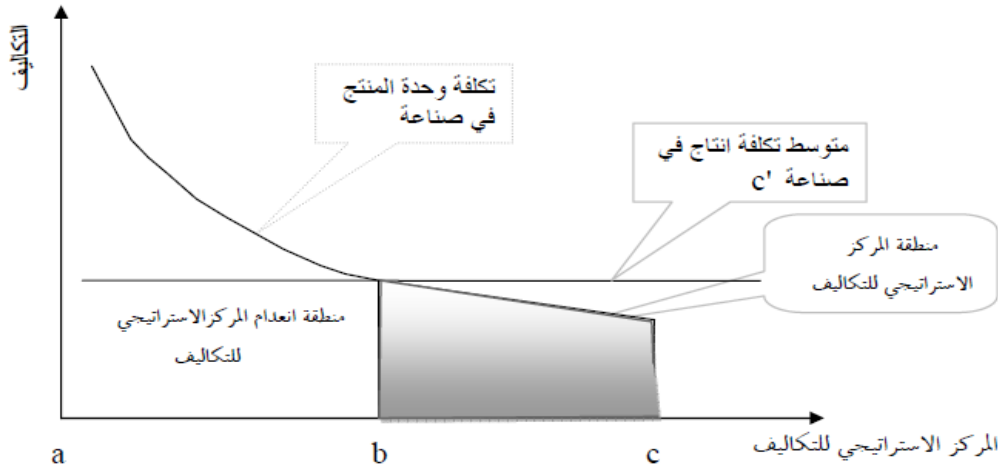 التكاليف
تكلفة وحدة المنتج
في صناعة
متوسط تكلفة انتاج في
صناعة c'
منطقة المركز
الاستراتيجي للتكاليف
منطقة انعدام المركزالاستراتيجي
للتكاليف
a
b
c
المركز الاستراتيجي للتكاليف